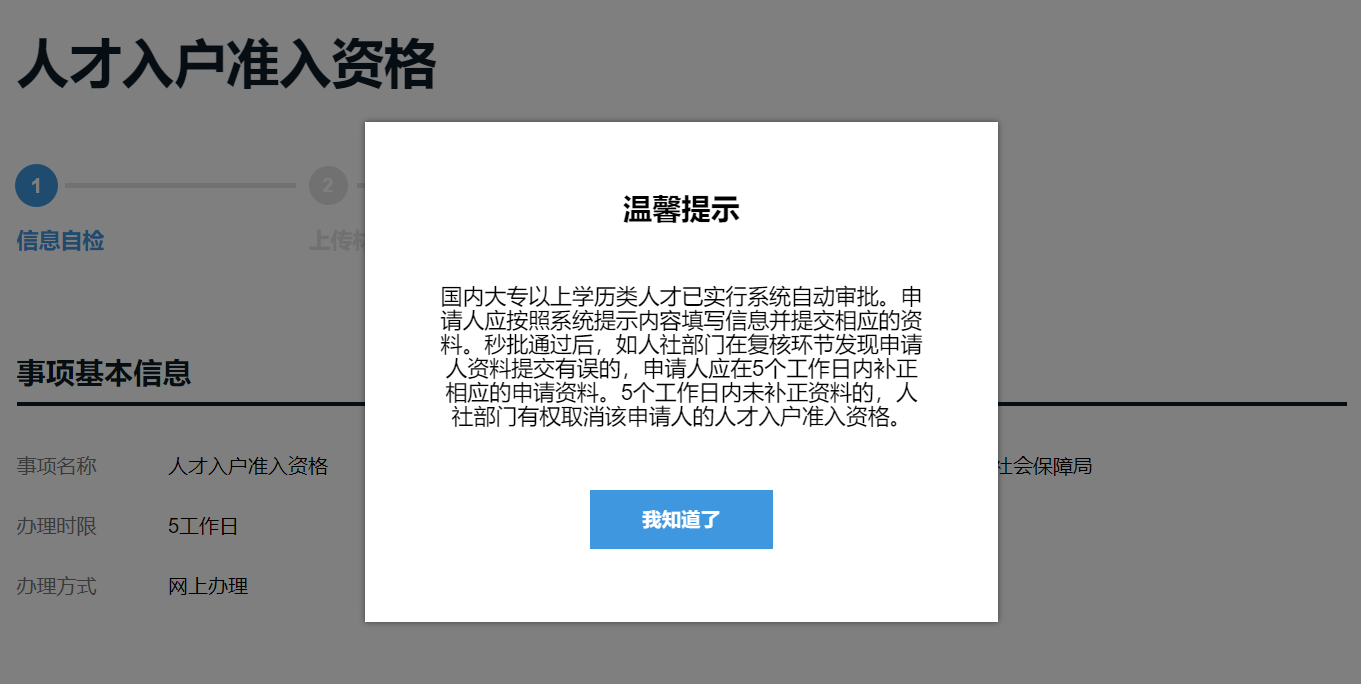 人才入户准入资格
1
2
信息自检
上传
温馨提示
国内大专以上学历类人才已实行系统自动审批。申
请人应按照系统提示内容填写信息并提交相应的资
料。秒批通过后，如人社部门在复核环节发现申请
人资料提交有误的，申请人应在5个工作日内补正
相应的申请资料。5个工作日内未补正资料的，人
社部门有权取消该申请人的人才入户准入资格。
我知道了
事项基本信息
事项名称 人才入户准入资格 社会保障局
办理时限 5工作日
办理方式 网上办理